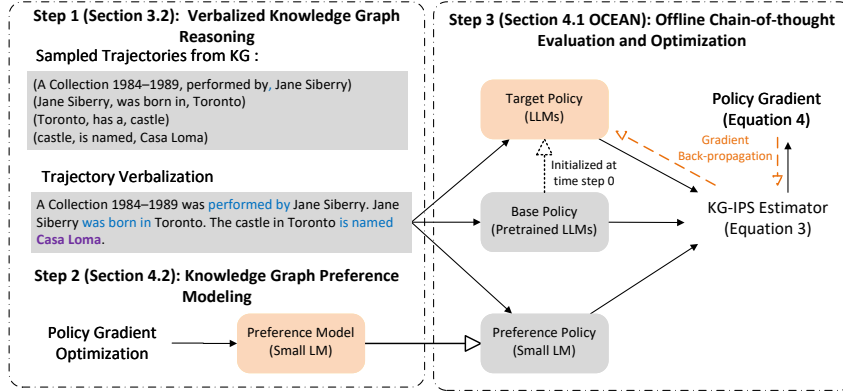 Step 1 (Section 3.2): Verbalized Knowledge Graph
Reasoning
Sampled Trajectories from KG :
(A Collection 1984–1989, performed by, Jane Siberry)
(Jane Siberry, was born in, Toronto)
(Toronto, has a, castle)
(castle, is named, Casa Loma)
Trajectory Verbalization
A Collection 1984–1989 was performed by Jane Siberry. Jane
Siberry was born in Toronto. The castle in Toronto is named
Casa Loma.
Step 2 (Section 4.2): Knowledge Graph Preference
Modeling
Policy Gradient
Optimization
Preference Model
(Small LM)
Step 3 (Section 4.1 OCEAN): Offline Chain-of-thought
Evaluation and Optimization
Target Policy
(LLMs)
Policy Gradient
(Equation 4)
Gradient
Back-propagation
Initialized at
time step 0
Base Policy
(Pretrained LLMs)
KG-IPS Estimator
(Equation 3)
Preference Policy
(Small LM)